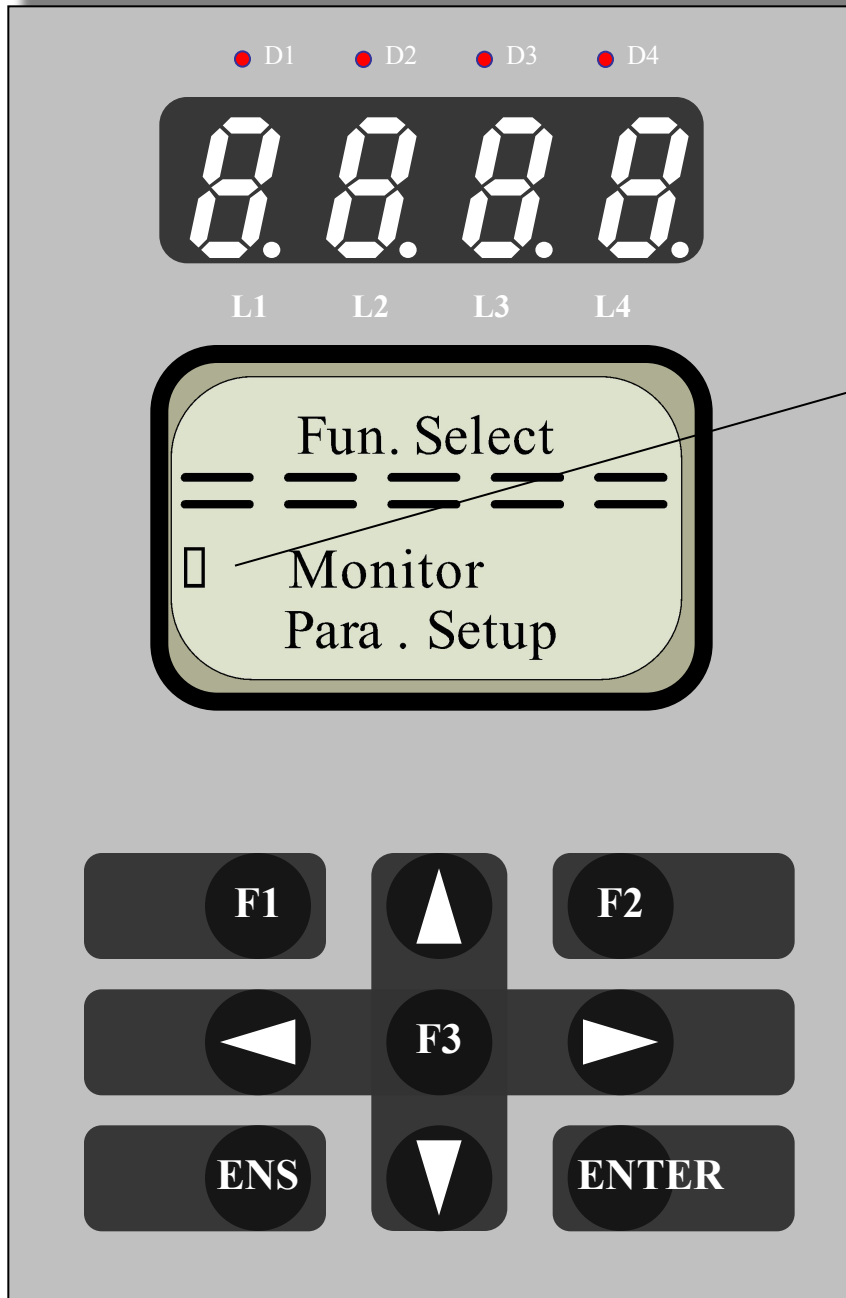 D1 D2 D3 D4
8.8.8.8.
L1 L2 L3 L4
Fun. Select
Monitor
Para . Setup
F1 F2
F3
ENS ENTER